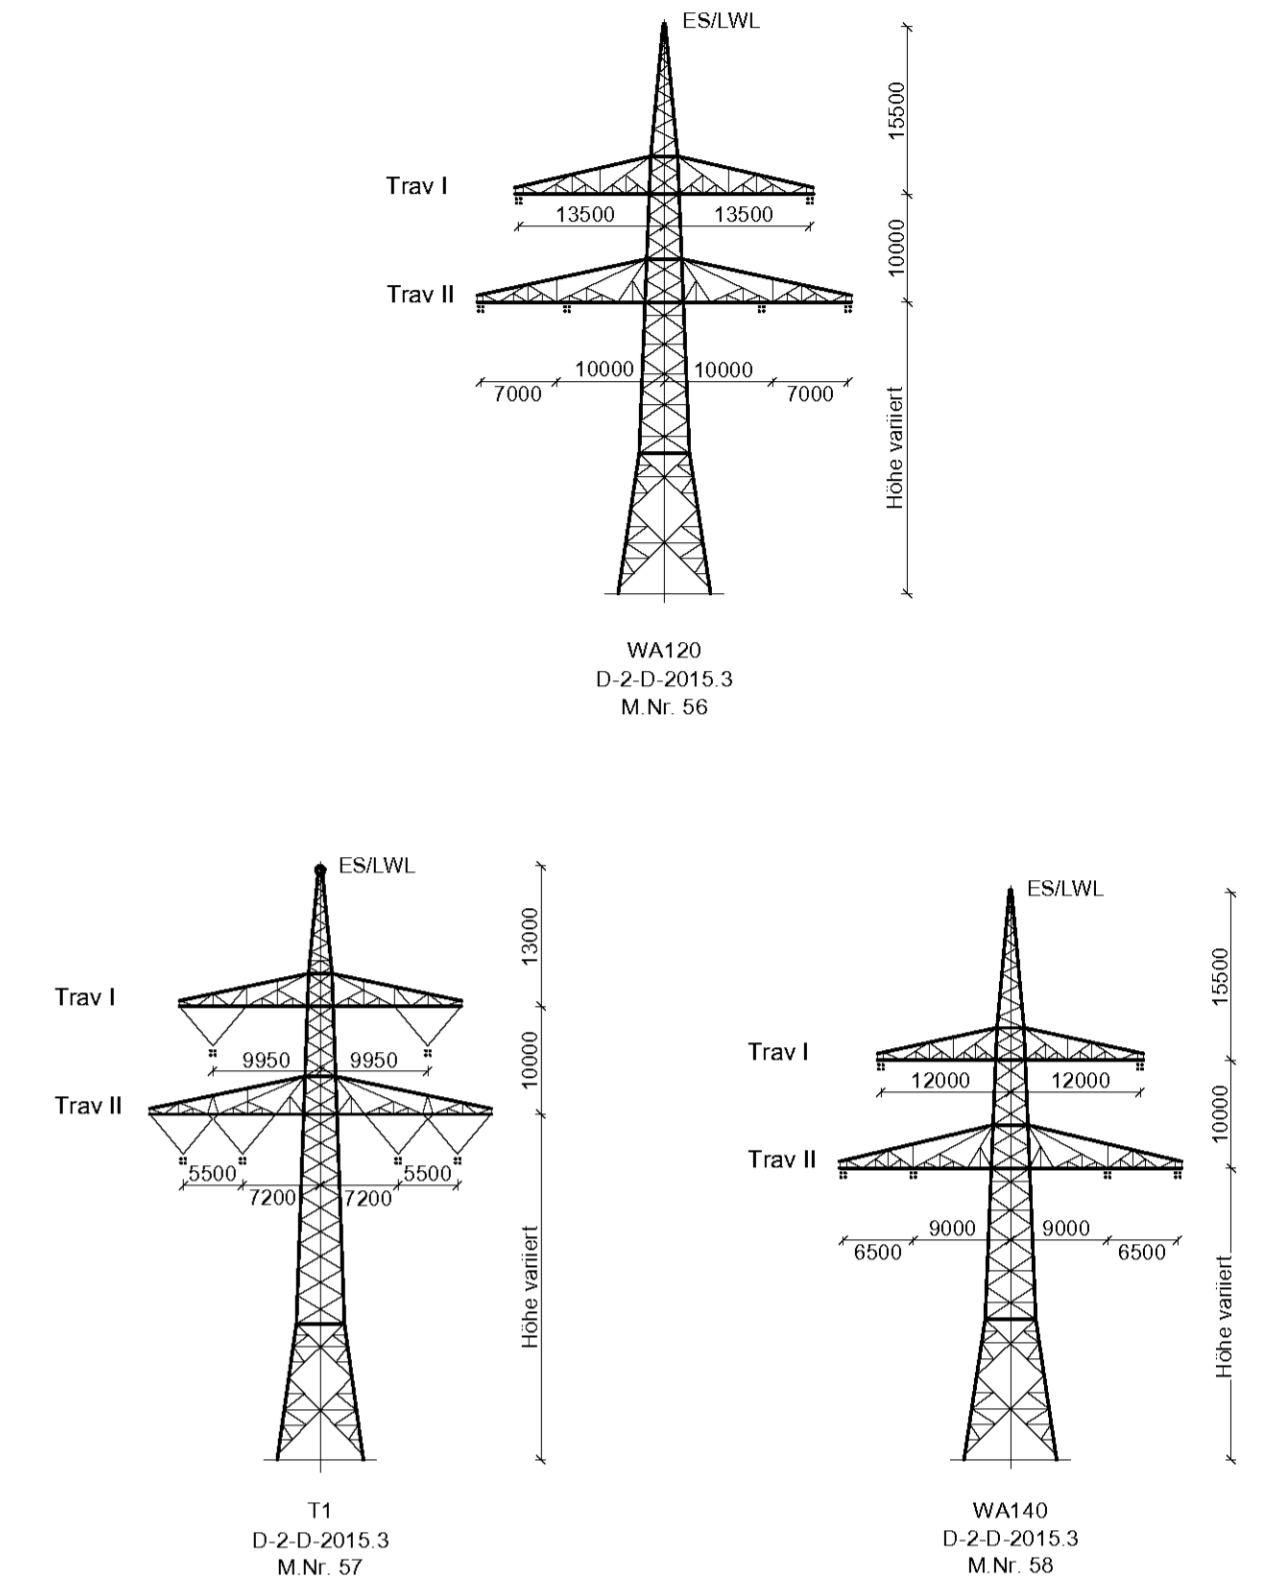 ES/LWL
15500
Trav I
13500 13500
10000
Trav II
10000 10000
7000 7000
Höhe variiert
WA120
D-2-D-2015.3
M.Nr. 56
ES/LWL
13000
Trav I
9950 9950
10000
Trav II
5500 5500
7200 7200
Höhe variiert
T1
D-2-D-2015.3
M.Nr. 57
ES/LWL
15500
Trav I
12000 12000
10000
Trav II
9000 9000
6500 6500
Höhe variiert
WA140
D-2-D-2015.3
M.Nr. 58